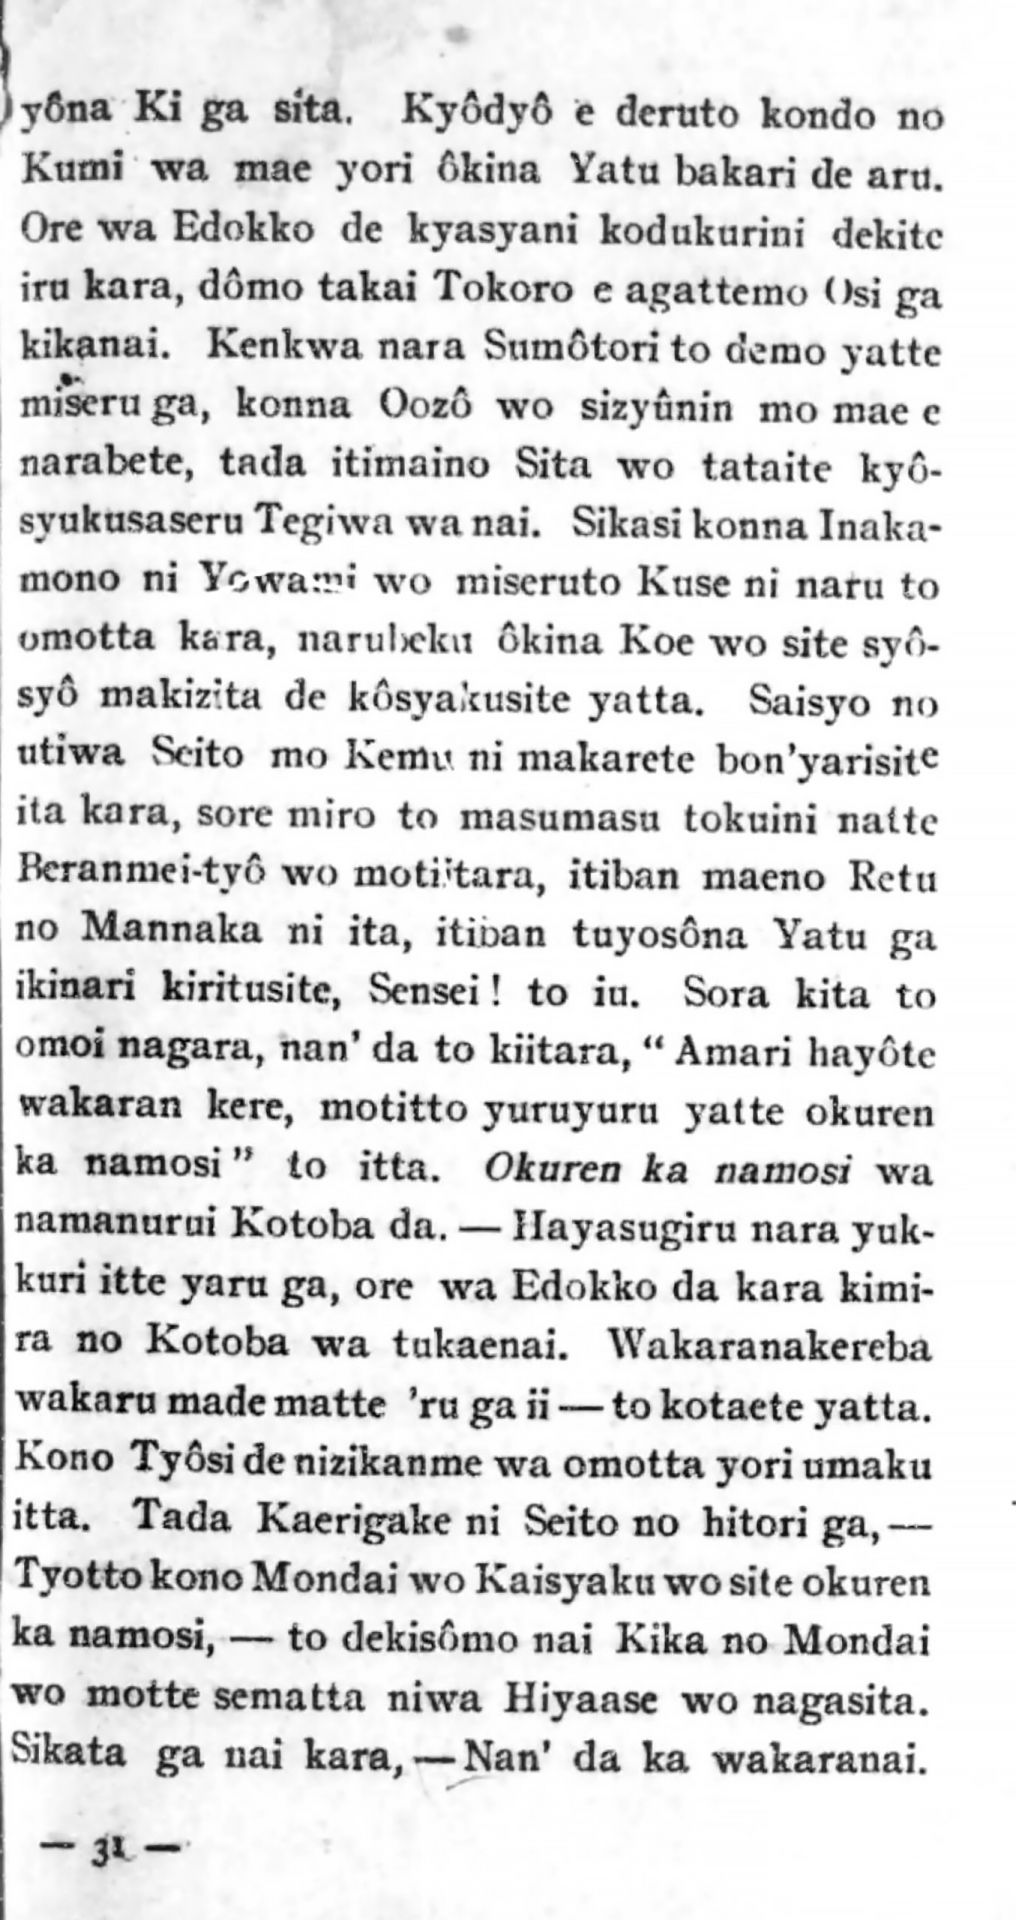 yôna Ki ga sita. Kyôdyô e deruto kondo no
Kumi wa mae yori ôkina Yatu bakari de aru.
Ore wa Edokko de kyasyani kodukurini dekite
iru kara, dômo takai Tokoro e agattemo Osi ga
kikanai. Kenkwa nara Sumôtori to demo yatte
miseru ga, konna Oozô wo sizyûnin mo mae e
narabete, tada itimaino Sita wo tataite kyô-
syukusaseru Tegiwa wa nai. Sikasi konna Inaka-
mono ni Yowami wo miseruto Kuse ni naru to
omotta kara, narubeku ôkina Koe wo site syô-
syô makizita de kôsyakusite yatta. Saisyo no
utiwa Seito mo Kemu ni makarete bon'yarisite
ita kara, sore miro to masumasu tokuini natte
Beranmei-tyô wo motiitara, itiban maeno Retu
no Mannaka ni ita, itiban tuyosôna Yatu ga
ikinari kiritusite, Sensei! to iu. Sora kita to
omoi nagara, nan' da to kiitara, “Amari hayôte
wakaran kere, motitto yuruyuru yatte okuren
ka namosi” to itta. Okuren ka namosi wa
namanurui Kotoba da. — Hayasugiru nara yuk-
kuri itte yaru ga, ore wa Edokko da kara kimi-
ra no Kotoba wa tukaenai. Wakaranakereba
wakaru made matte 'ru ga ii — to kotaete yatta.
Kono Tyôsi de nizikanme wa omotta yori umaku
itta. Tada Kaerigake ni Seito no hitori ga, —
Tyotto kono Mondai wo Kaisyaku wo site okuren
ka namosi, — to dekisômo nai Kika no Mondai
wo motte sematta niwa Hiyaase wo nagasita.
Sikata ga nai kara, — Nan' da ka wakaranai.
— 31 —